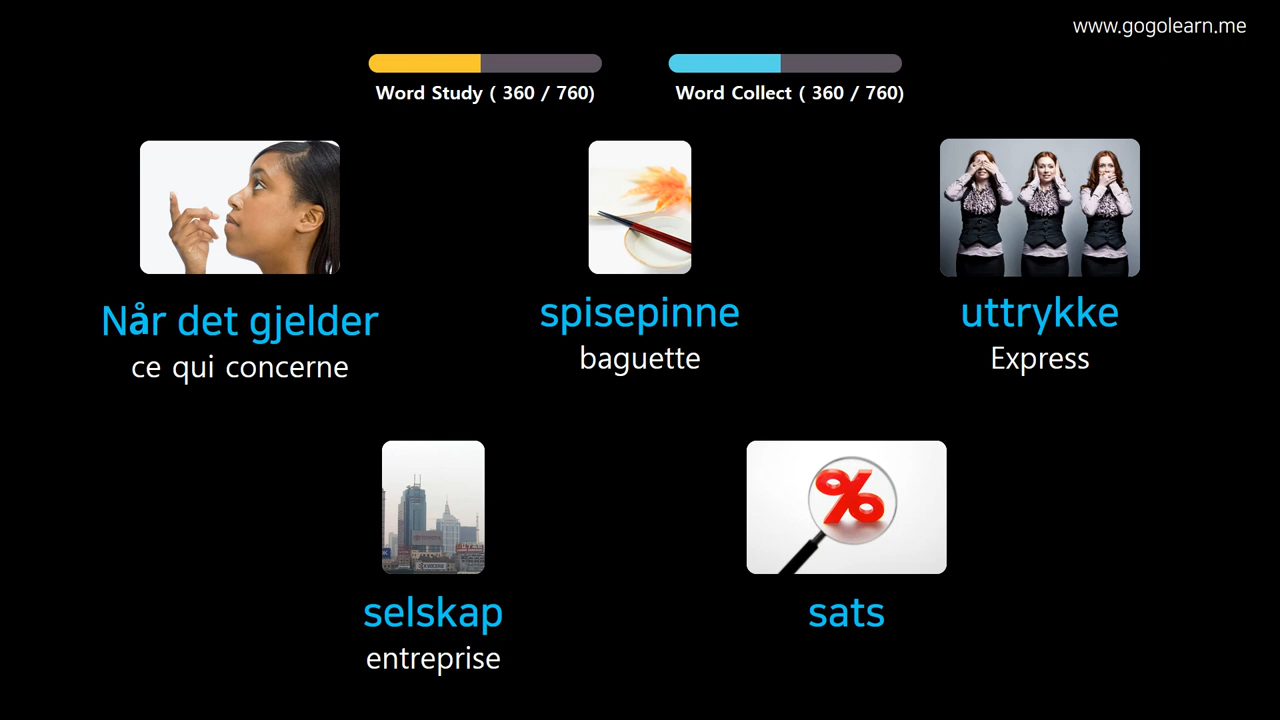 www.gogolearn.me
Word Study ( 360 / 760)
Word Collect ( 360 / 760)
Når det gjelder
ce qui concerne
spisepinne
baguette
uttrykke
Express
selskap
entreprise
sats